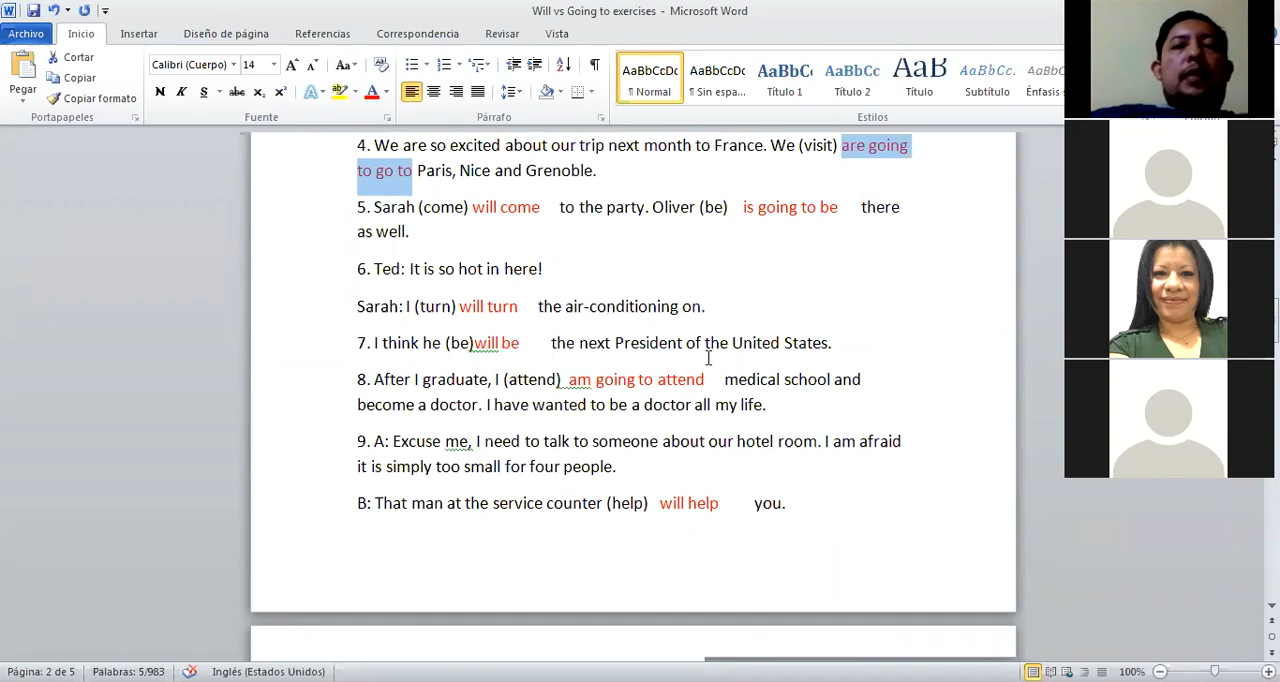 Will vs Going to exercises - Microsoft Word
Archivo Inicio Insertar Diseño de página Referencias Correspondencia Revisar Vista
Pegar
Cortar
Copiar
Copiar formato
Portapapeles
Calibri (Cuerpo) 14
Fuente
Párrafo
AaBbCcDc AaBbCcDc AaBbC AaBbCc AaB AaBbCc. AaBbCc
¶ Normal ¶ Sin espa... Título 1 Título 2 Título Subtítulo Énfasis
Estilos
4. We are so excited about our trip next month to France. We (visit) are going
to go to Paris, Nice and Grenoble.
5. Sarah (come) will come to the party. Oliver (be) is going to be there
as well.
6. Ted: It is so hot in here!
Sarah: I (turn) will turn the air-conditioning on.
7. I think he (be)will be the next President of the United States.
8. After I graduate, I (attend) am going to attend medical school and
become a doctor. I have wanted to be a doctor all my life.
9. A: Excuse me, I need to talk to someone about our hotel room. I am afraid
it is simply too small for four people.
B: That man at the service counter (help) will help you.
Página: 2 de 5 Palabras: 5/983 Inglés (Estados Unidos) 100%